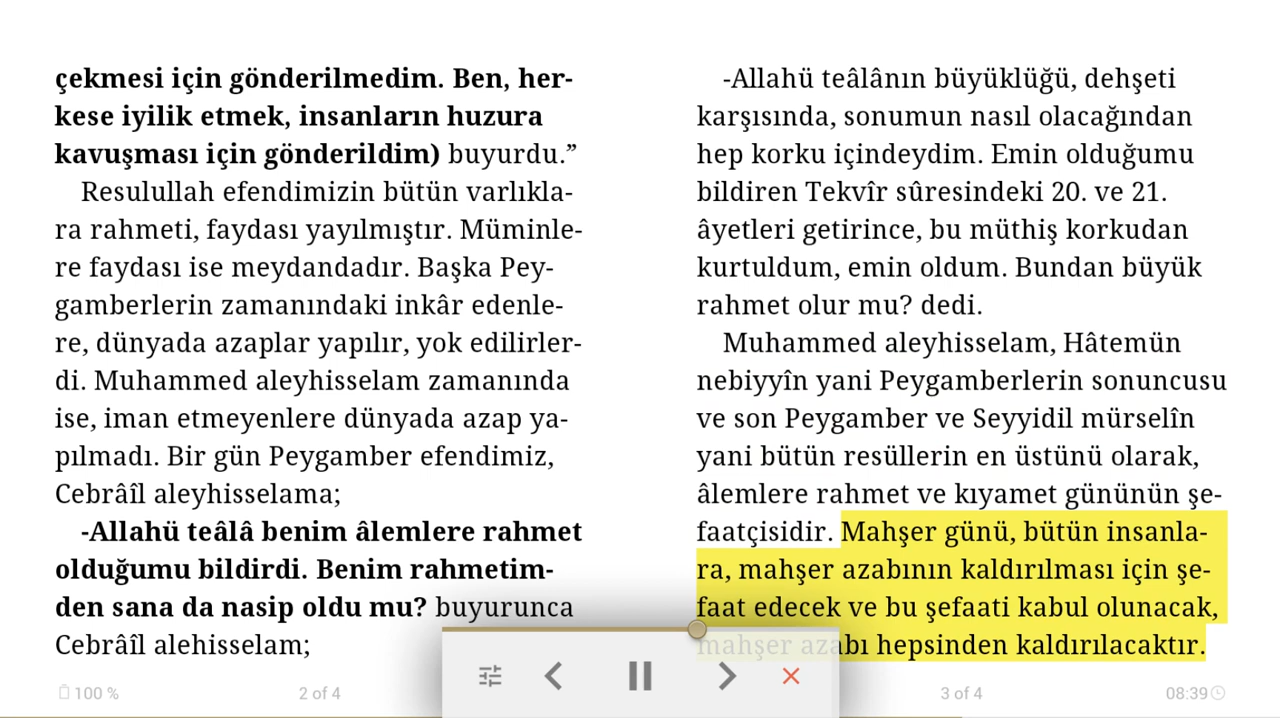 çekmesi için gönderilmedim. Ben, her-
kese iyilik etmek, insanların huzura
kavuşması için gönderildim) buyurdu.”
Resulullah efendimizin bütün varlıkla-
ra rahmeti, faydası yayılmıştır. Müminle-
re faydası ise meydandadır. Başka Pey-
gamberlerin zamanındaki inkâr edenle-
re, dünyada azaplar yapılır, yok edilirler-
di. Muhammed aleyhisselam zamanında
ise, iman etmeyenlere dünyada azap ya-
pılmadı. Bir gün Peygamber efendimiz,
Cebrâîl aleyhisselama;
-Allahü teâlâ benim âlemlere rahmet
olduğumu bildirdi. Benim rahmetim-
den sana da nasip oldu mu? buyurunca
Cebrâîl alehisselam;
-Allahü teâlânın büyüklüğü, dehşeti
karşısında, sonumun nasıl olacağından
hep korku içindeydim. Emin olduğumu
bildiren Tekvîr sûresindeki 20. ve 21.
âyetleri getirince, bu müthiş korkudan
kurtuldum, emin oldum. Bundan büyük
rahmet olur mu? dedi.
Muhammed aleyhisselam, Hâtemün
nebiyyîn yani Peygamberlerin sonuncusu
ve son Peygamber ve Seyyidil mürselîn
yani bütün resüllerin en üstünü olarak,
âlemlere rahmet ve kıyamet gününün şe-
faatçisidir. Mahşer günü, bütün insanla-
ra, mahşer azabının kaldırılması için şe-
faat edecek ve bu şefaati kabul olunacak,
mahşer azabı hepsinden kaldırılacaktır.
100 %
2 of 4
3 of 4
08:39